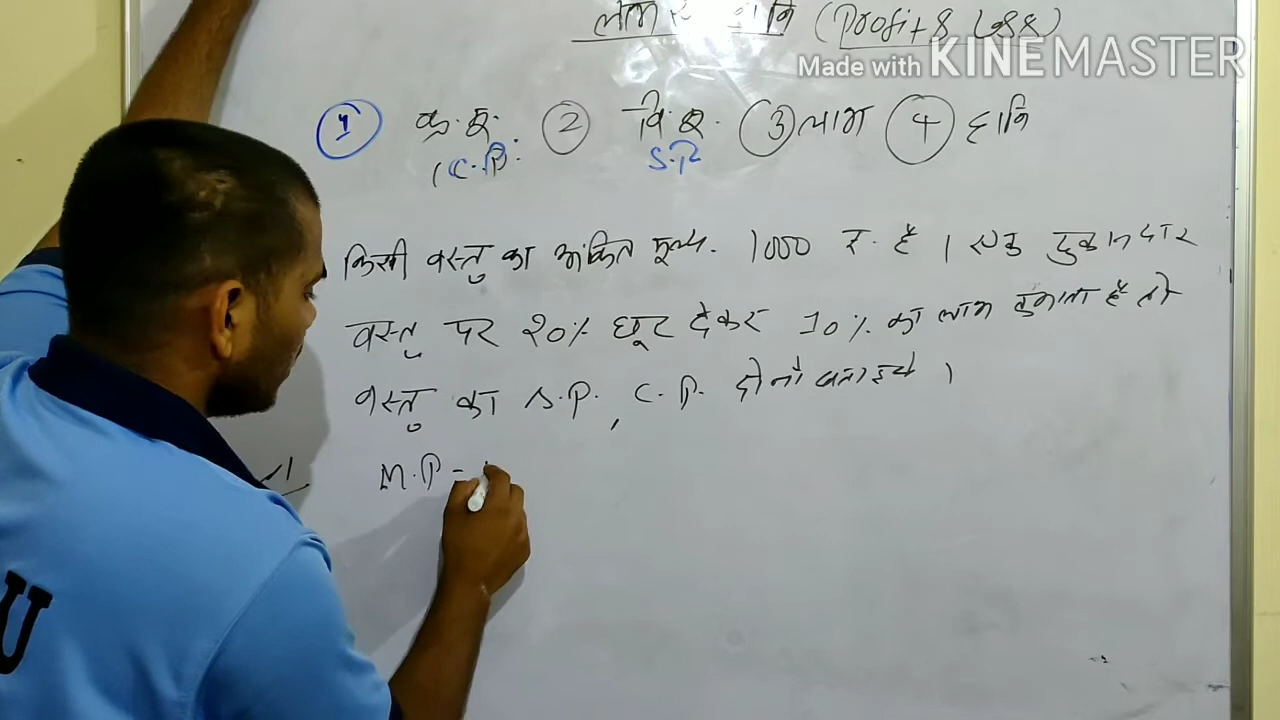 लाभ हानि (Profit & Loss)
Made with KINEMASTER
1 क्र. मू. 2 वि. मू. 3 लाभ 4 हानि
(C.P. S.P.
किसी वस्तु का अंकित मूल्य. 1000 रु. है । एक दुकानदार
वस्तु पर 20% छूट देकर 10% का लाभ कमाता है तो
वस्तु का S.P., C.P. दोनों बताइये ।
M.P =
U